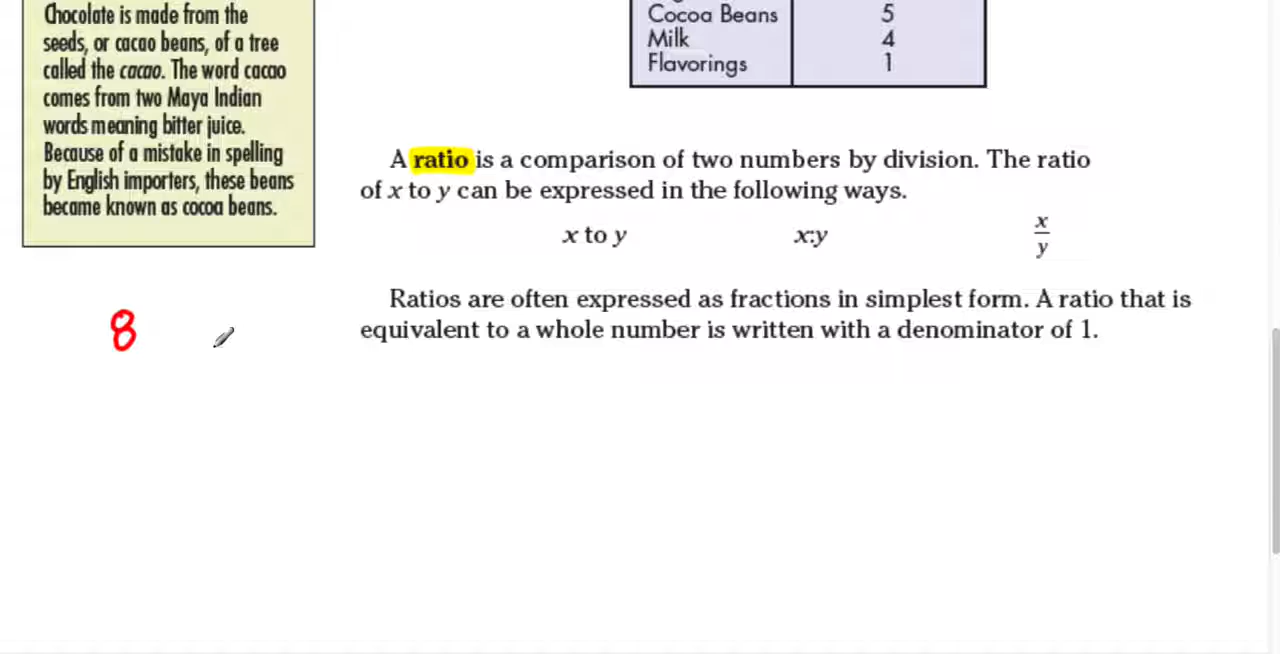 Chocolate is made from the
seeds, or cacao beans, of a tree
called the cacao. The word cacao
comes from two Maya Indian
words meaning bitter juice.
Because of a mistake in spelling
by English importers, these beans
became known as cocoa beans.
Cocoa Beans 5
Milk 4
Flavorings 1
A ratio is a comparison of two numbers by division. The ratio
of x to y can be expressed in the following ways.
x to y x:y x/y
Ratios are often expressed as fractions in simplest form. A ratio that is
equivalent to a whole number is written with a denominator of 1.
8